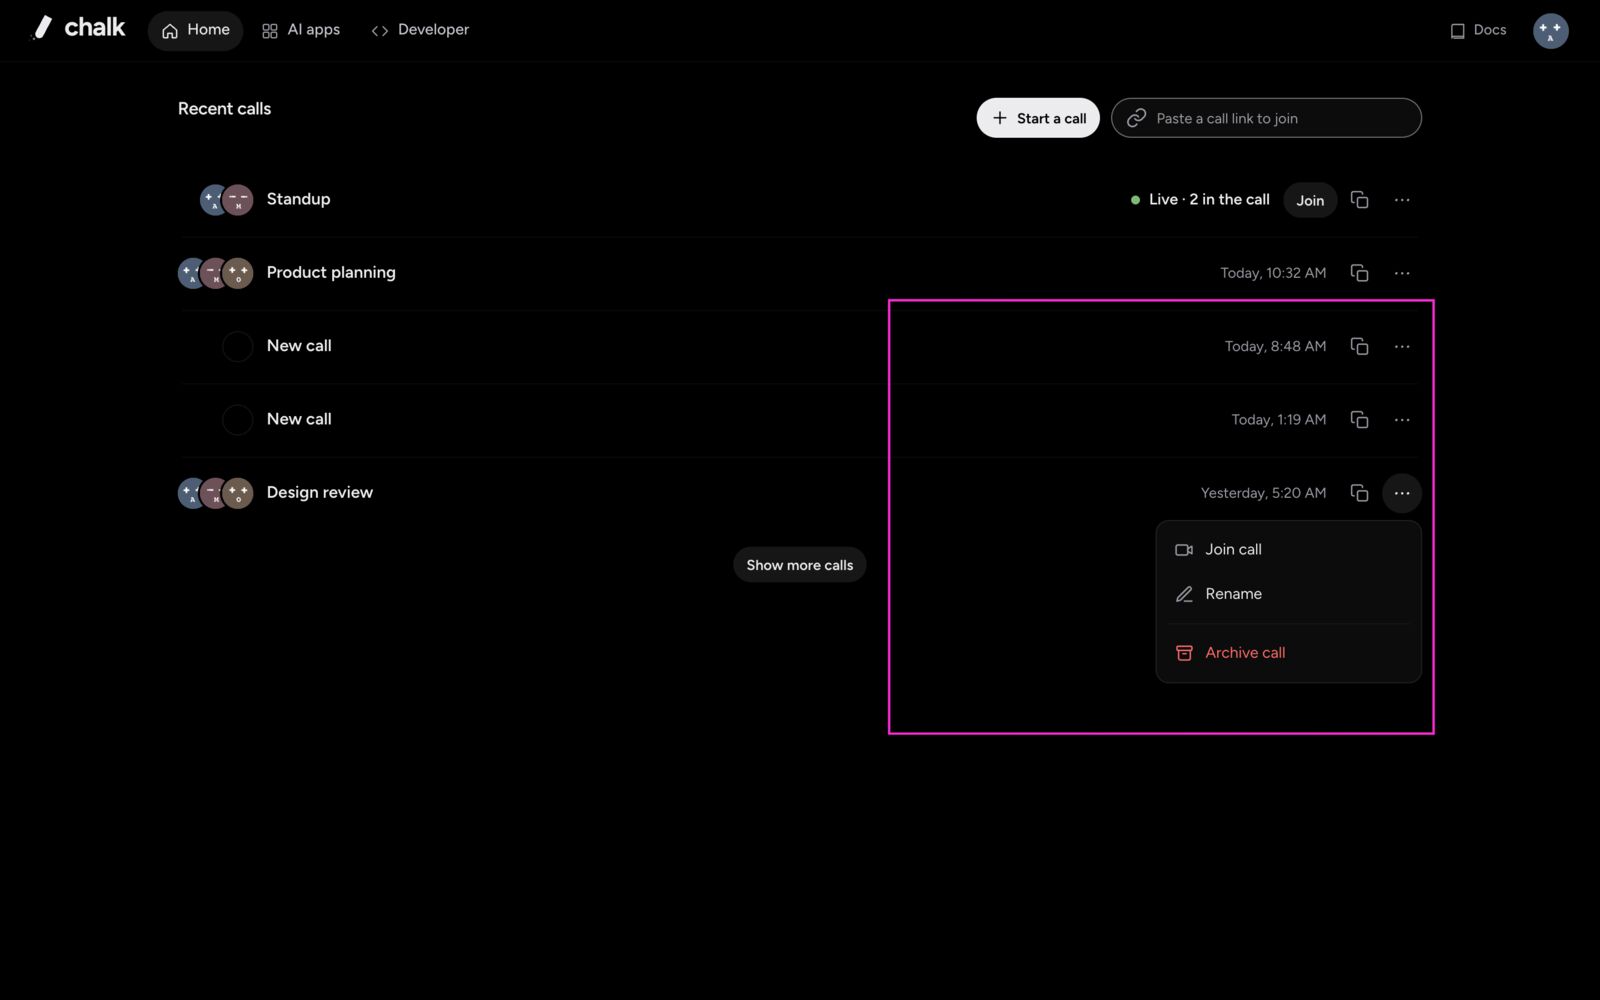 chalk
Home
AI apps
Developer
Docs
A
Recent calls
Start a call
Paste a call link to join
A M
Standup
Live · 2 in the call
Join
A M O
Product planning
Today, 10:32 AM
New call
Today, 8:48 AM
New call
Today, 1:19 AM
A M O
Design review
Yesterday, 5:20 AM
Show more calls
Join call
Rename
Archive call